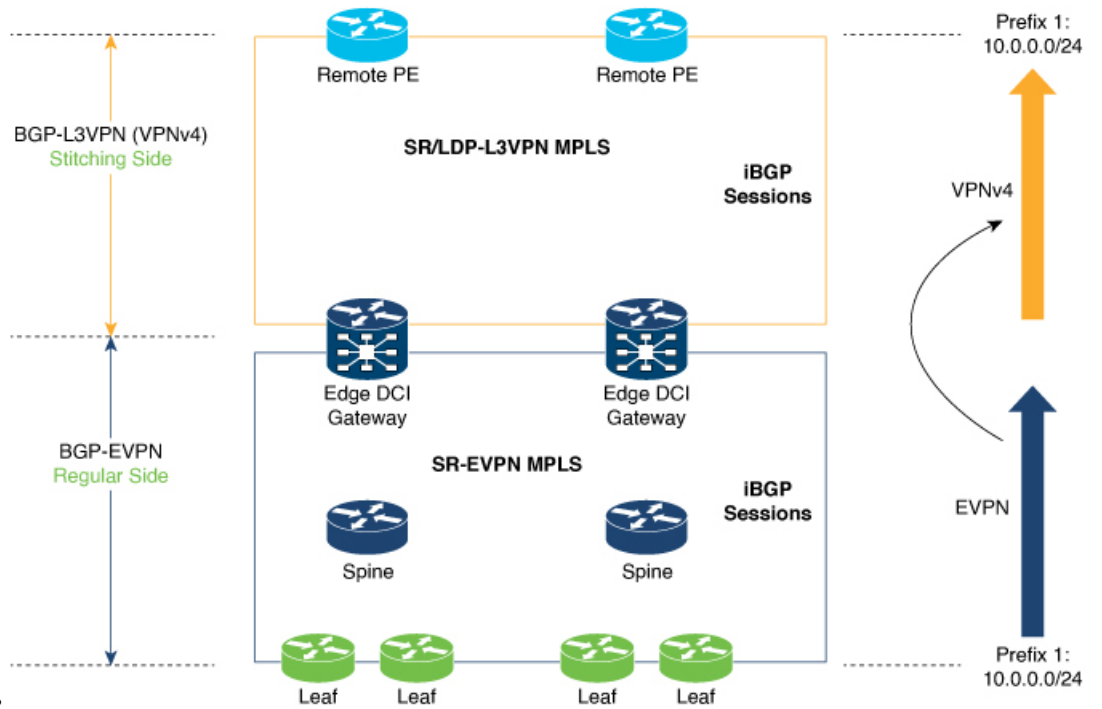 Prefix 1:
10.0.0.0/24
Remote PE
Remote PE
BGP-L3VPN (VPNv4)
Stitching Side
SR/LDP-L3VPN MPLS
iBGP
Sessions
VPNv4
Edge DCI
Gateway
Edge DCI
Gateway
BGP-EVPN
Regular Side
SR-EVPN MPLS
iBGP
Sessions
EVPN
Spine
Spine
Prefix 1:
10.0.0.0/24
Leaf
Leaf
Leaf
Leaf